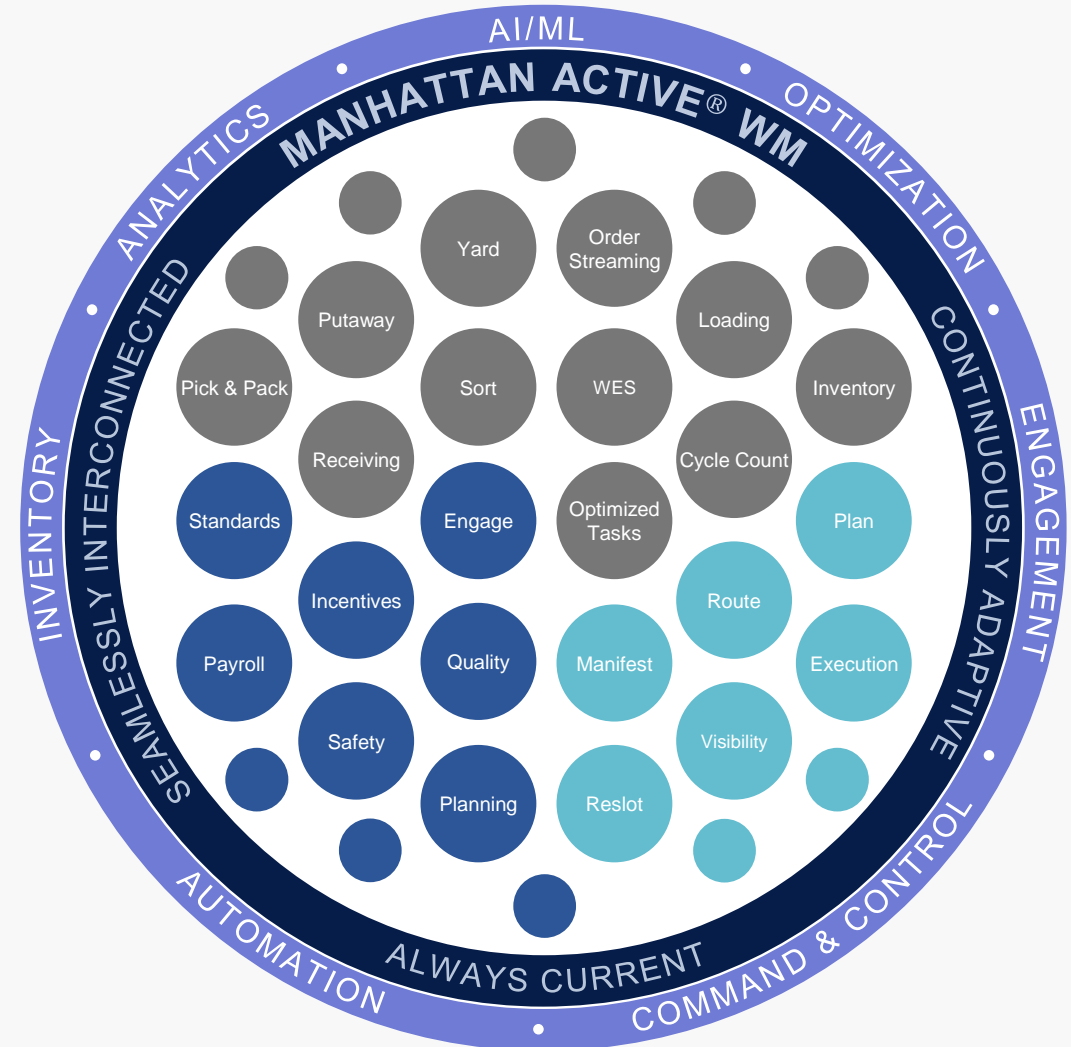 AI/ML
OPTIMIZATION
ENGAGEMENT
COMMAND & CONTROL
AUTOMATION
INVENTORY
ANALYTICS
MANHATTAN ACTIVE® WM
CONTINUOUSLY ADAPTIVE
ALWAYS CURRENT
SEAMLESSLY INTERCONNECTED
Yard
Order
Streaming
Putaway
Loading
Pick & Pack
Sort
WES
Inventory
Receiving
Cycle Count
Standards
Engage
Optimized
Tasks
Plan
Incentives
Route
Payroll
Quality
Manifest
Execution
Safety
Visibility
Planning
Reslot